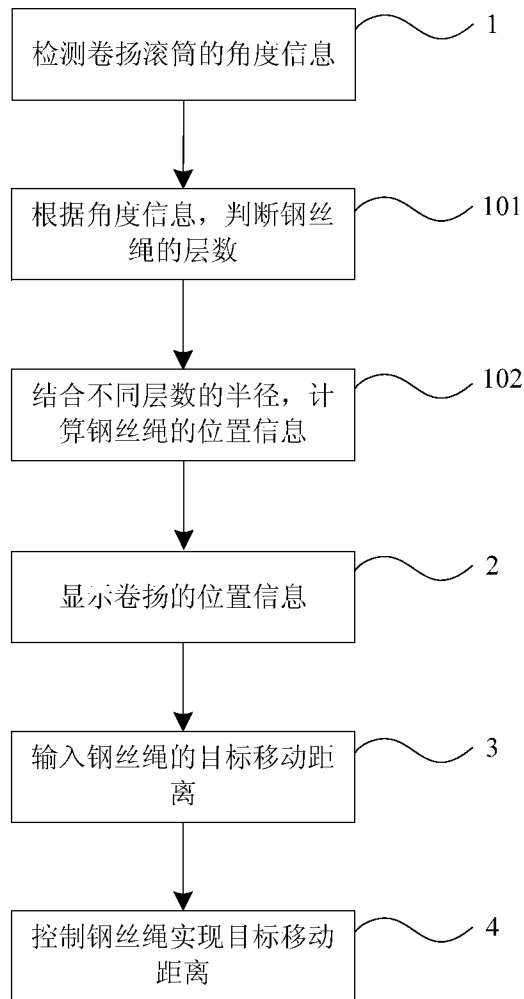 检测卷扬滚筒的角度信息
1
根据角度信息，判断钢丝
绳的层数
101
结合不同层数的半径，计
算钢丝绳的位置信息
102
显示卷扬的位置信息
2
输入钢丝绳的目标移动距
离
3
控制钢丝绳实现目标移动
距离
4